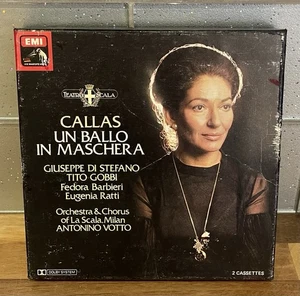 EMI
TEATRO SCALA
CALLAS
UN BALLO
IN MASCHERA
GIUSEPPE DI STEFANO
TITO GOBBI
Fedora Barbieri
Eugenia Ratti
Orchestra & Chorus
of La Scala, Milan
ANTONINO VOTTO
DOLBY SYSTEM
2 CASSETTES